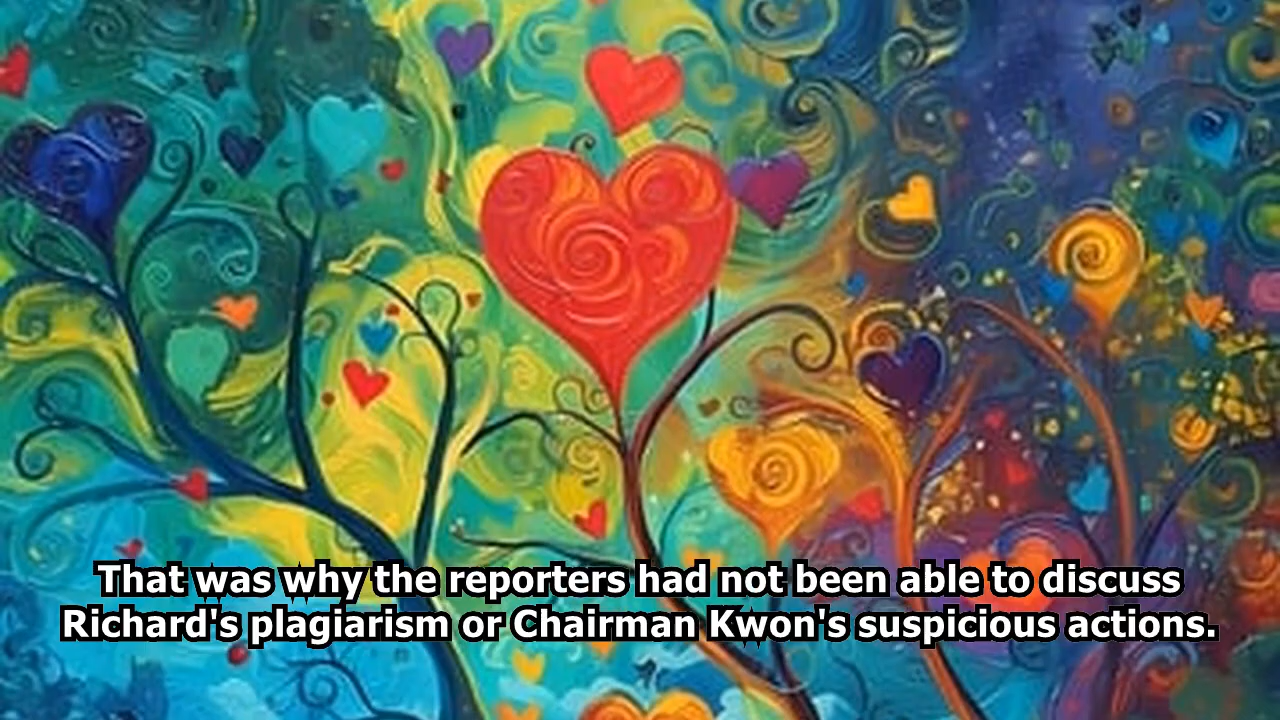 That was why the reporters had not been able to discuss
Richard's plagiarism or Chairman Kwon's suspicious actions.